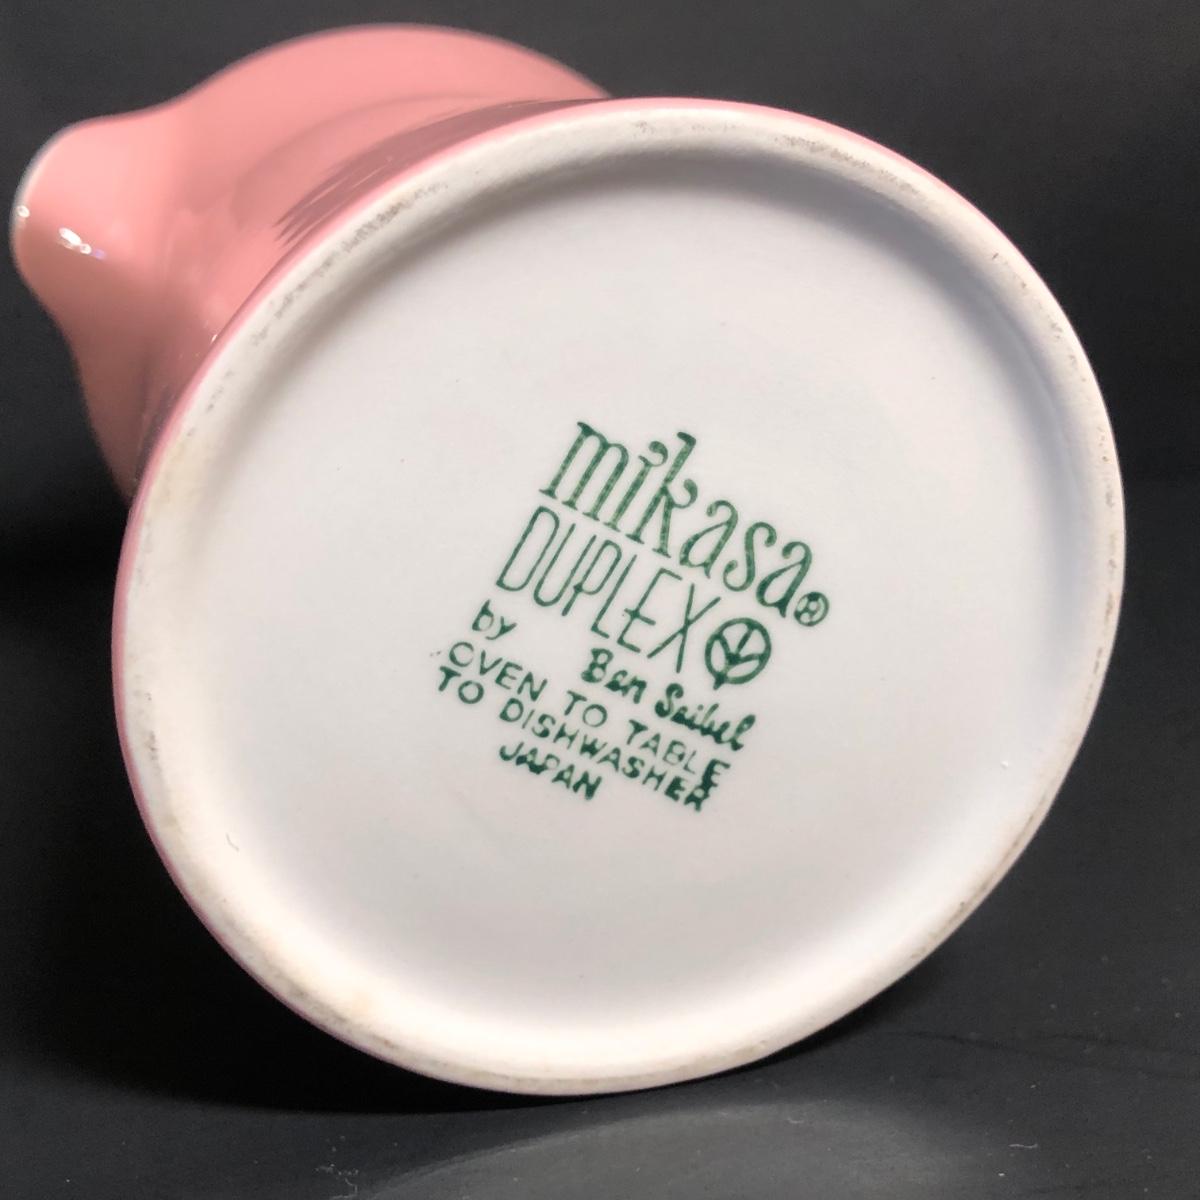 mikasa®
DUPLEX
by Ben Seibel
OVEN TO TABLE
TO DISHWASHER
JAPAN